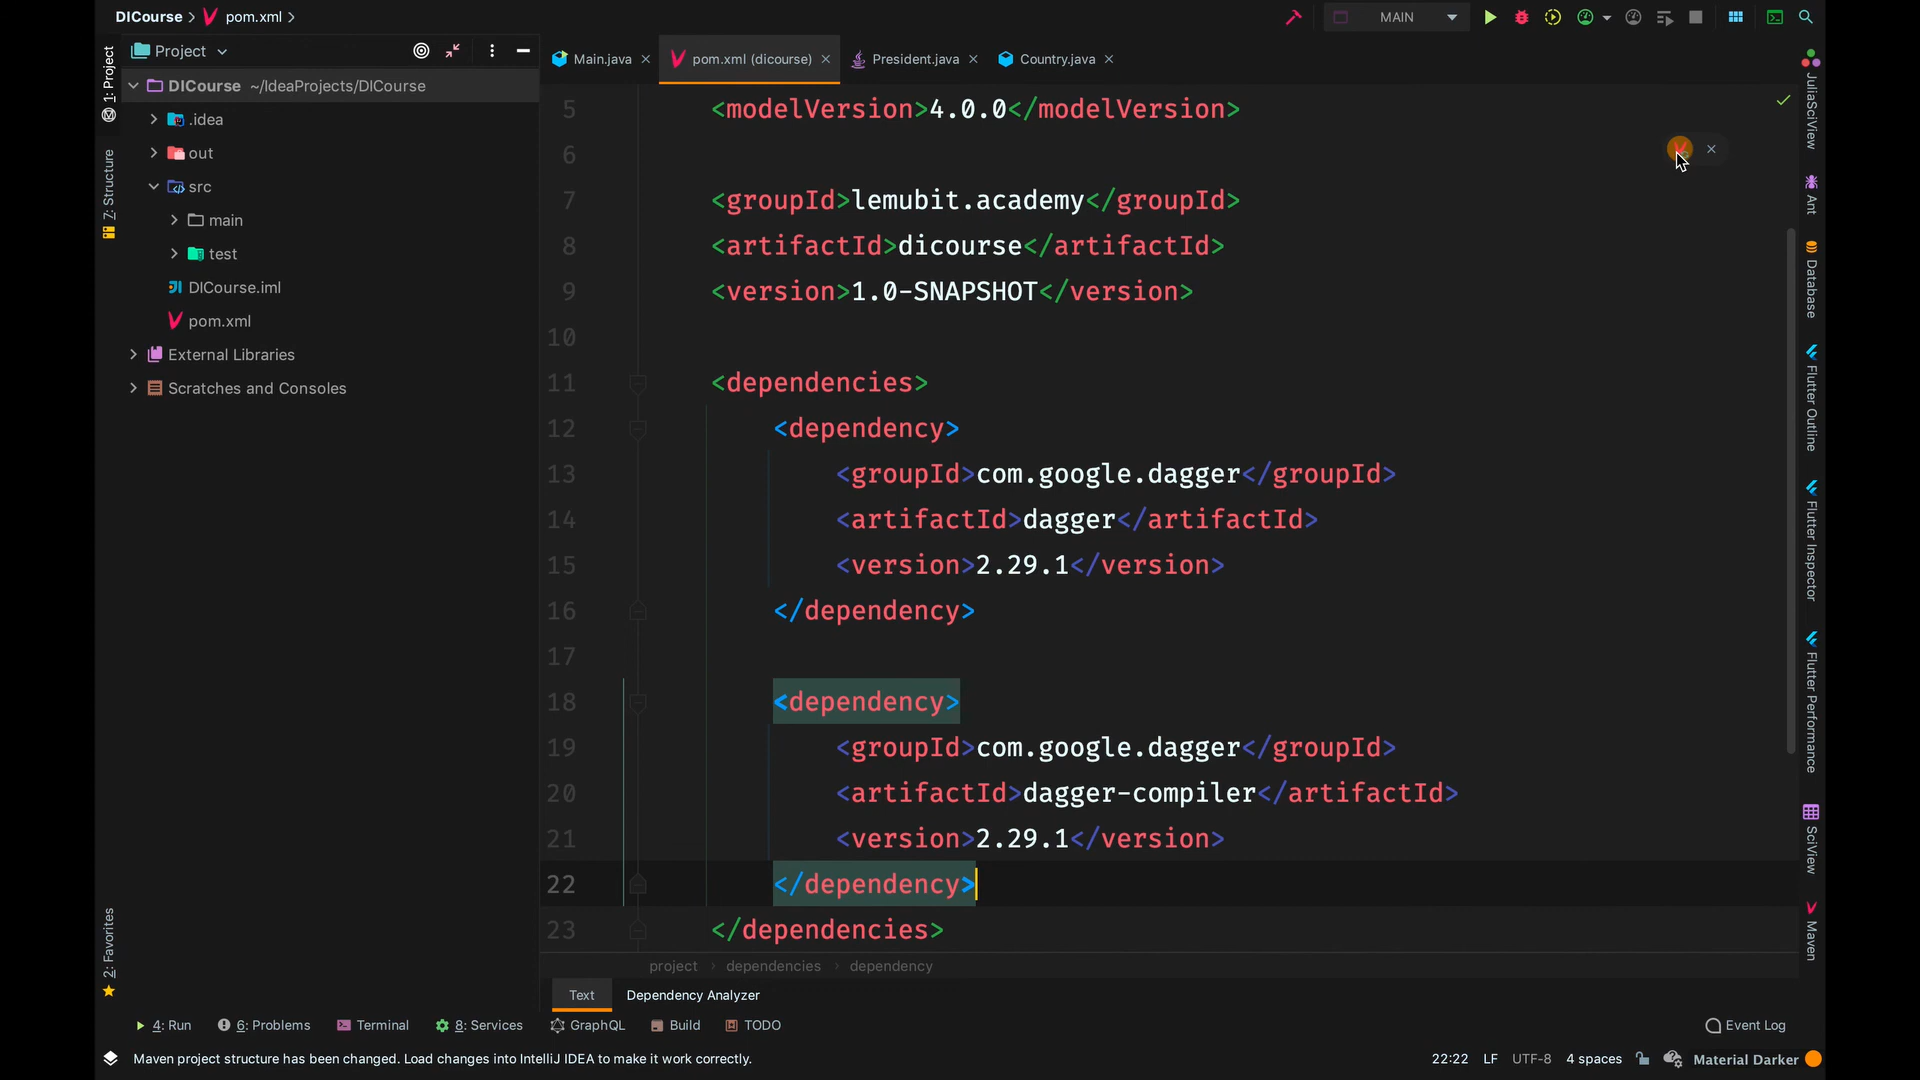 DICourse > pom.xml >
MAIN
Project
DICourse ~/IdeaProjects/DICourse
.idea
out
src
main
test
DICourse.iml
pom.xml
External Libraries
Scratches and Consoles
1: Project
7: Structure
2: Favorites
Main.java
pom.xml (dicourse)
President.java
Country.java
5 <modelVersion>4.0.0</modelVersion>
6
7 <groupId>lemubit.academy</groupId>
8 <artifactId>dicourse</artifactId>
9 <version>1.0-SNAPSHOT</version>
10
11 <dependencies>
12 <dependency>
13 <groupId>com.google.dagger</groupId>
14 <artifactId>dagger</artifactId>
15 <version>2.29.1</version>
16 </dependency>
17
18 <dependency>
19 <groupId>com.google.dagger</groupId>
20 <artifactId>dagger-compiler</artifactId>
21 <version>2.29.1</version>
22 </dependency>
23 </dependencies>
project > dependencies > dependency
Text Dependency Analyzer
JuliaSciView
Ant
Database
Flutter Outline
Flutter Inspector
Flutter Performance
SciView
Maven
4: Run 6: Problems Terminal 8: Services GraphQL Build TODO Event Log
Maven project structure has been changed. Load changes into IntelliJ IDEA to make it work correctly. 22:22 LF UTF-8 4 spaces Material Darker